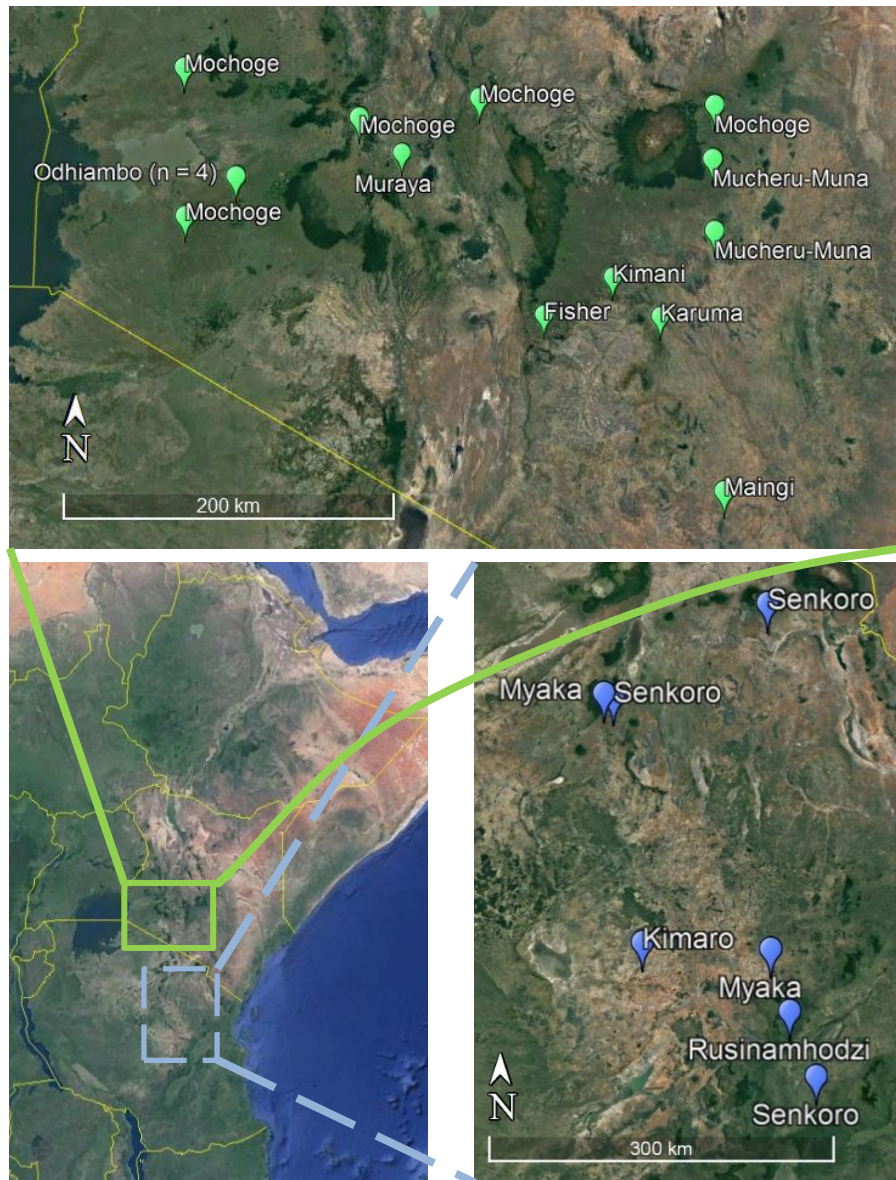 Mochoge
Mochoge
Mochoge
Mochoge
Muraya
Odhiambo (n = 4)
Mucheru-Muna
Mochoge
Mucheru-Muna
Kimani
Fisher
Karuma
N
200 km
Maingi
Senkoro
Myaka
Senkoro
Kimaro
Myaka
Rusinamhodzi
N
Senkoro
300 km